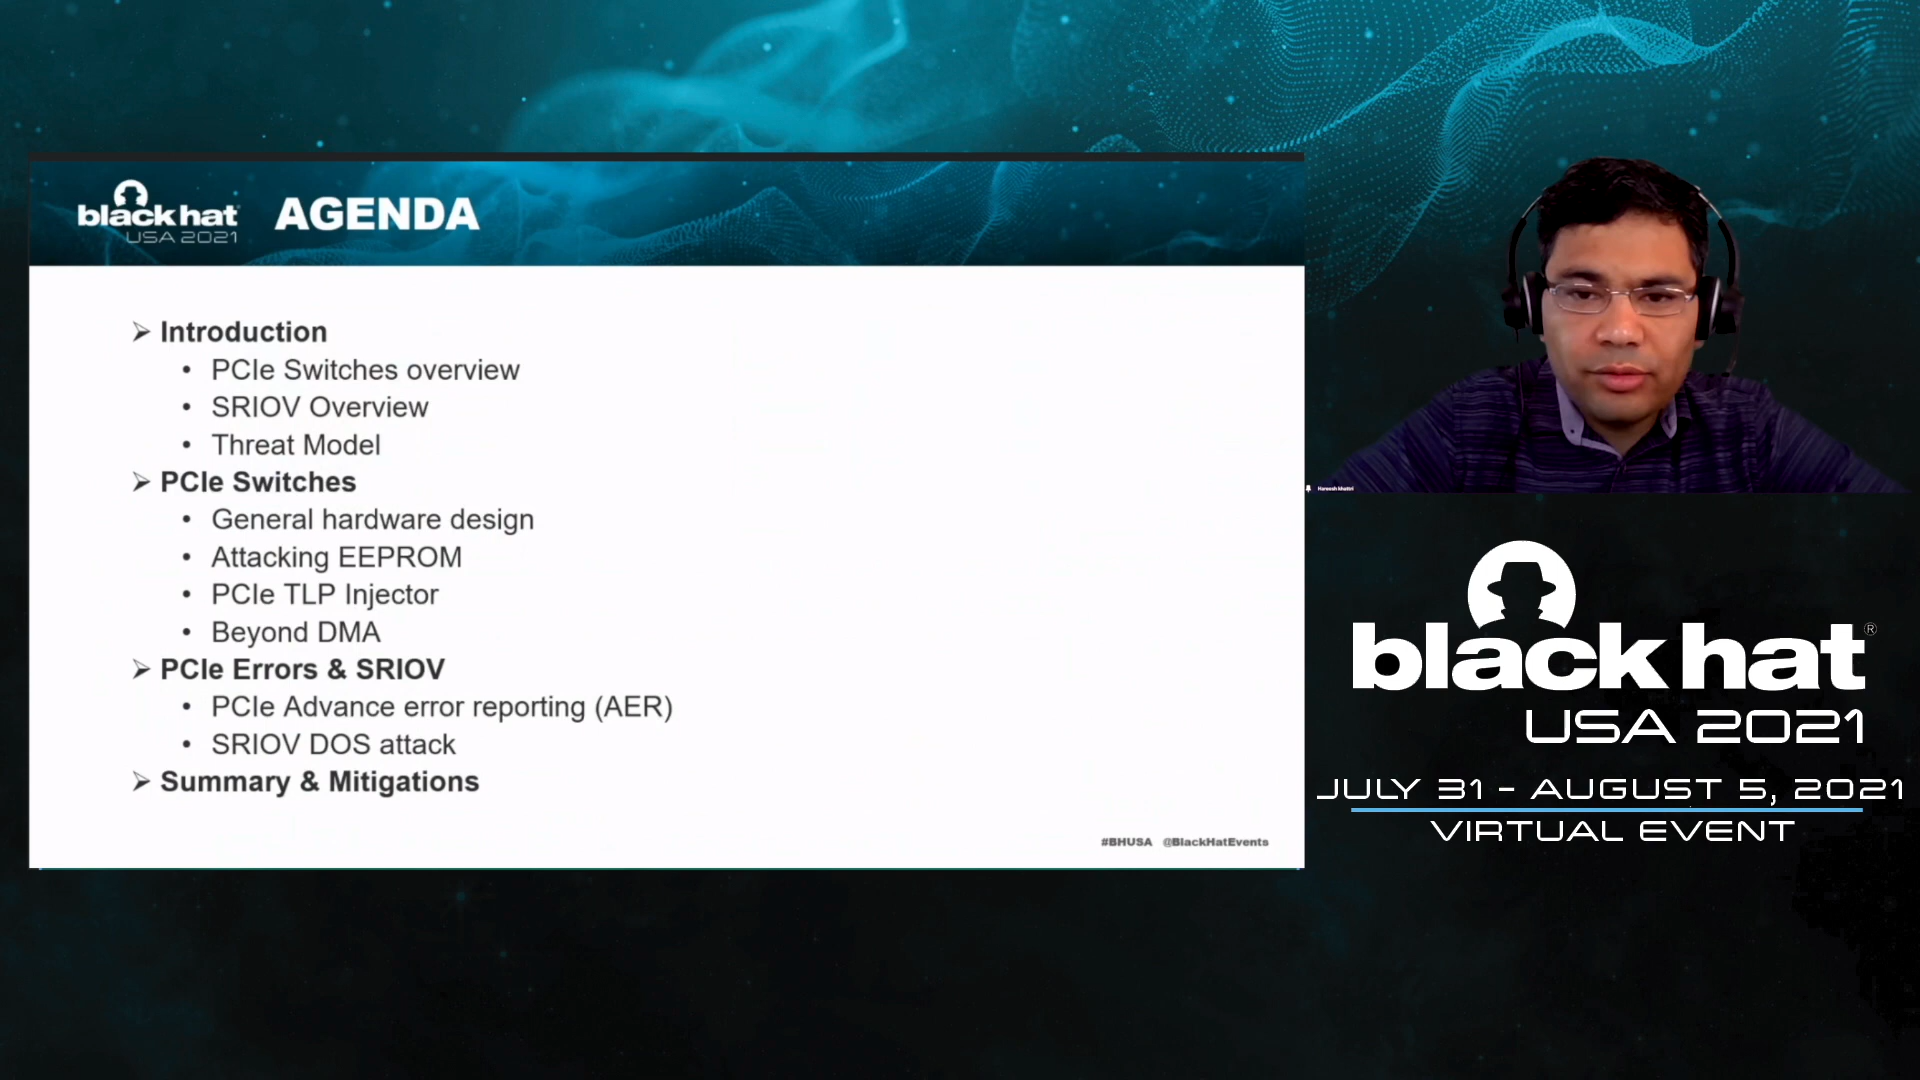 black hat
USA 2021
AGENDA
Introduction
PCIe Switches overview
SRIOV Overview
Threat Model
PCIe Switches
General hardware design
Attacking EEPROM
PCIe TLP Injector
Beyond DMA
PCIe Errors & SRIOV
PCIe Advance error reporting (AER)
SRIOV DOS attack
Summary & Mitigations
#BHUSA @BlackHatEvents
black hat®
USA 2021
JULY 31 - AUGUST 5, 2021
VIRTUAL EVENT